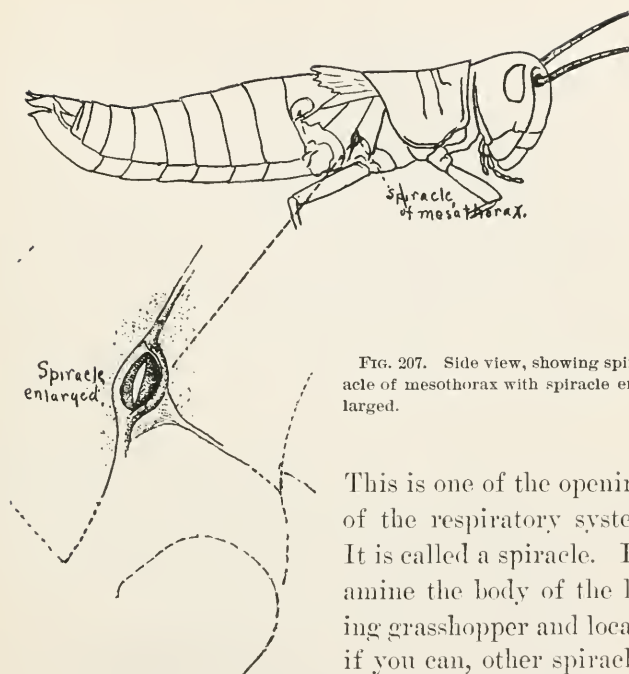 Spiracle
of mesothorax.
Spiracle
enlarged.
FIG. 207. Side view, showing spi
acle of mesothorax with spiracle en
larged.
This is one of the openin
of the respiratory syste
It is called a spiracle.
amine the body of the l
ing grasshopper and loca
if you can, other spiracl